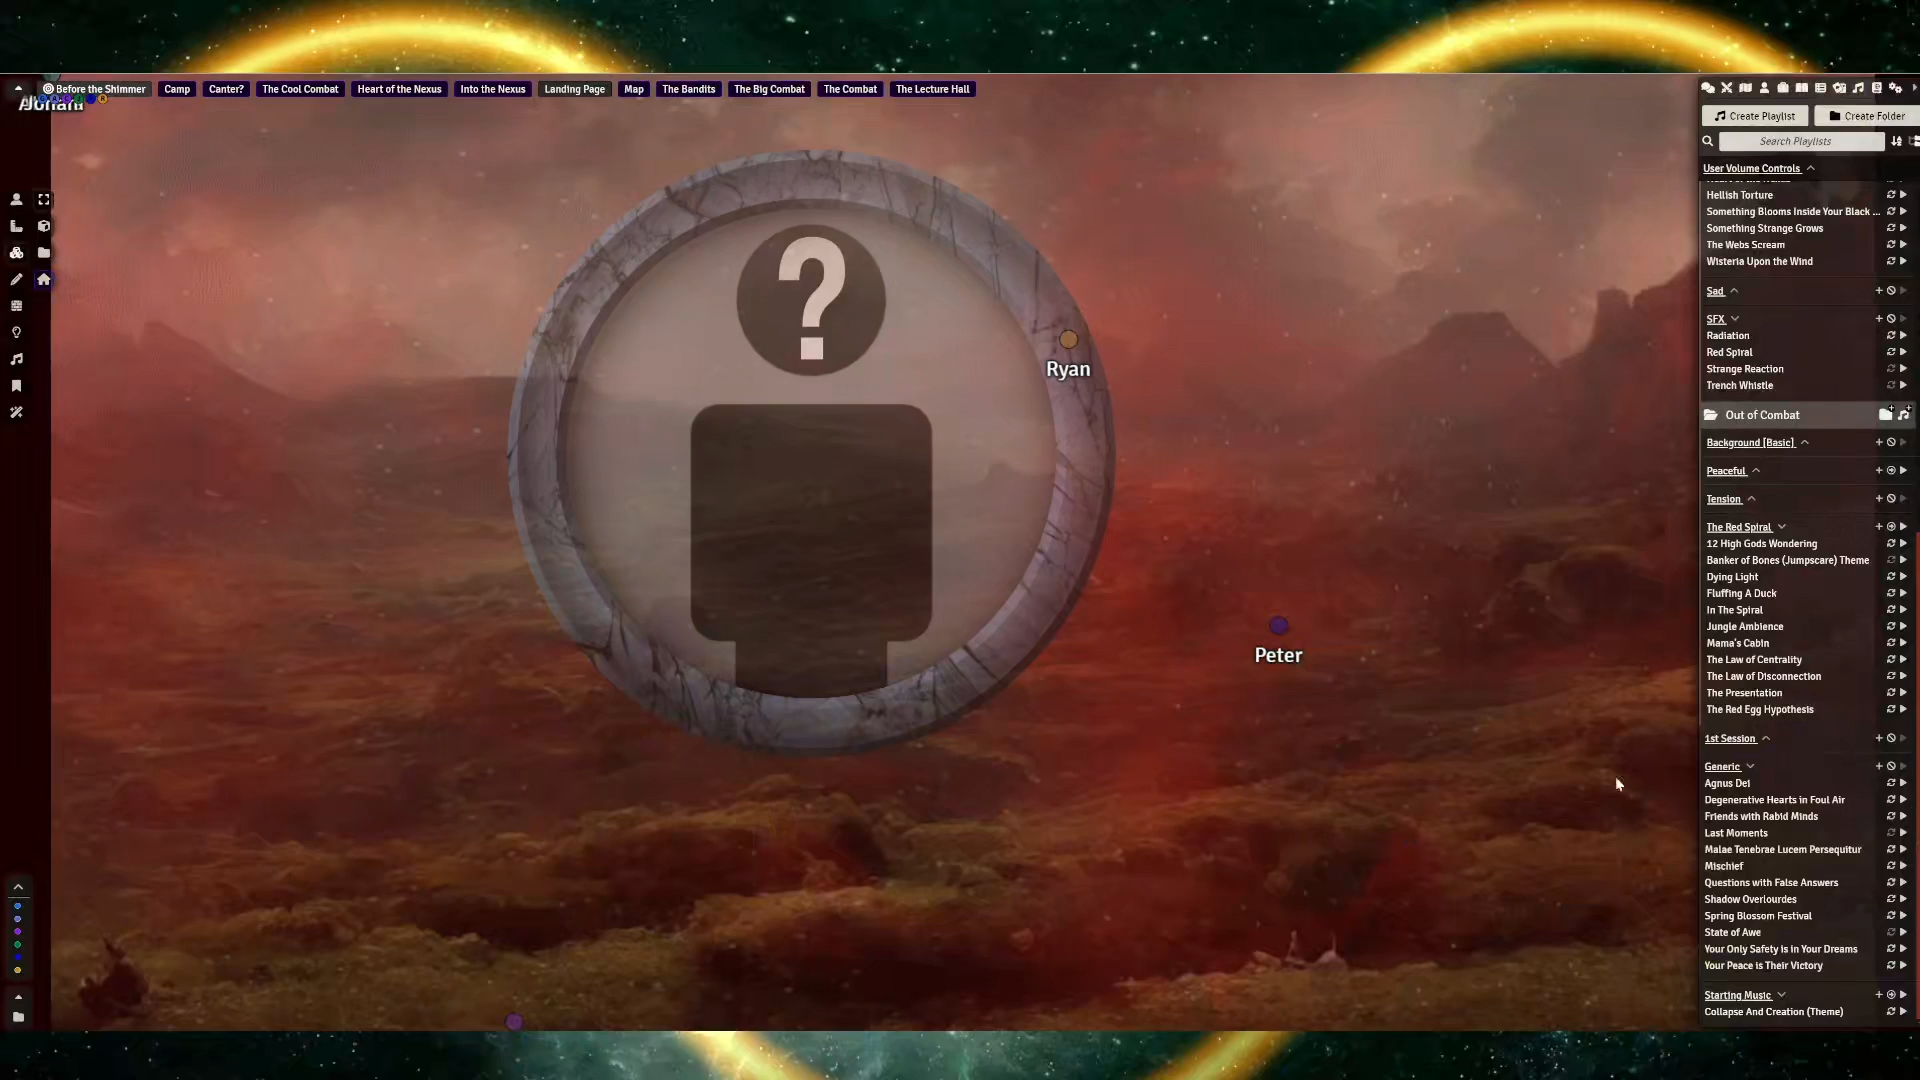 Before the Shimmer
Camp
Canter?
The Cool Combat
Heart of the Nexus
Into the Nexus
Landing Page
Map
The Bandits
The Big Combat
The Combat
The Lecture Hall
?
Ryan
Peter
Create Playlist
Create Folder
Search Playlists
User Volume Controls
Hellish Torture
Something Blooms Inside Your Black ...
Something Strange Grows
The Webs Scream
Wisteria Upon the Wind
Sad
SFX
Radiation
Red Spiral
Strange Reaction
Trench Whistle
Out of Combat
Background [Basic]
Peaceful
Tension
The Red Spiral
12 High Gods Wondering
Banker of Bones (Jumpscare) Theme
Dying Light
Fluffing A Duck
In The Spiral
Jungle Ambience
Mama's Cabin
The Law of Centrality
The Law of Disconnection
The Presentation
The Red Egg Hypothesis
1st Session
Generic
Agnus Dei
Degenerative Hearts in Foul Air
Friends with Rabid Minds
Last Moments
Malae Tenebrae Lucem Persequitur
Mischief
Questions with False Answers
Shadow Overlourdes
Spring Blossom Festival
State of Awe
Your Only Safety is in Your Dreams
Your Peace is Their Victory
Starting Music
Collapse And Creation (Theme)